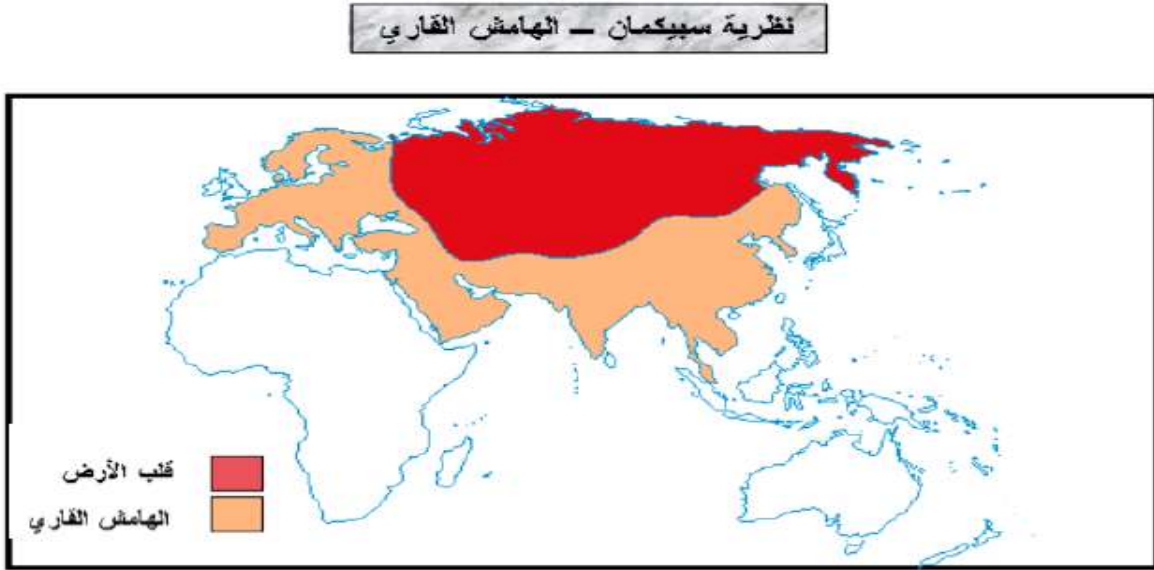 نظرية سبيكمان – الهامش القاري
قلب الأرض
الهامش القاري